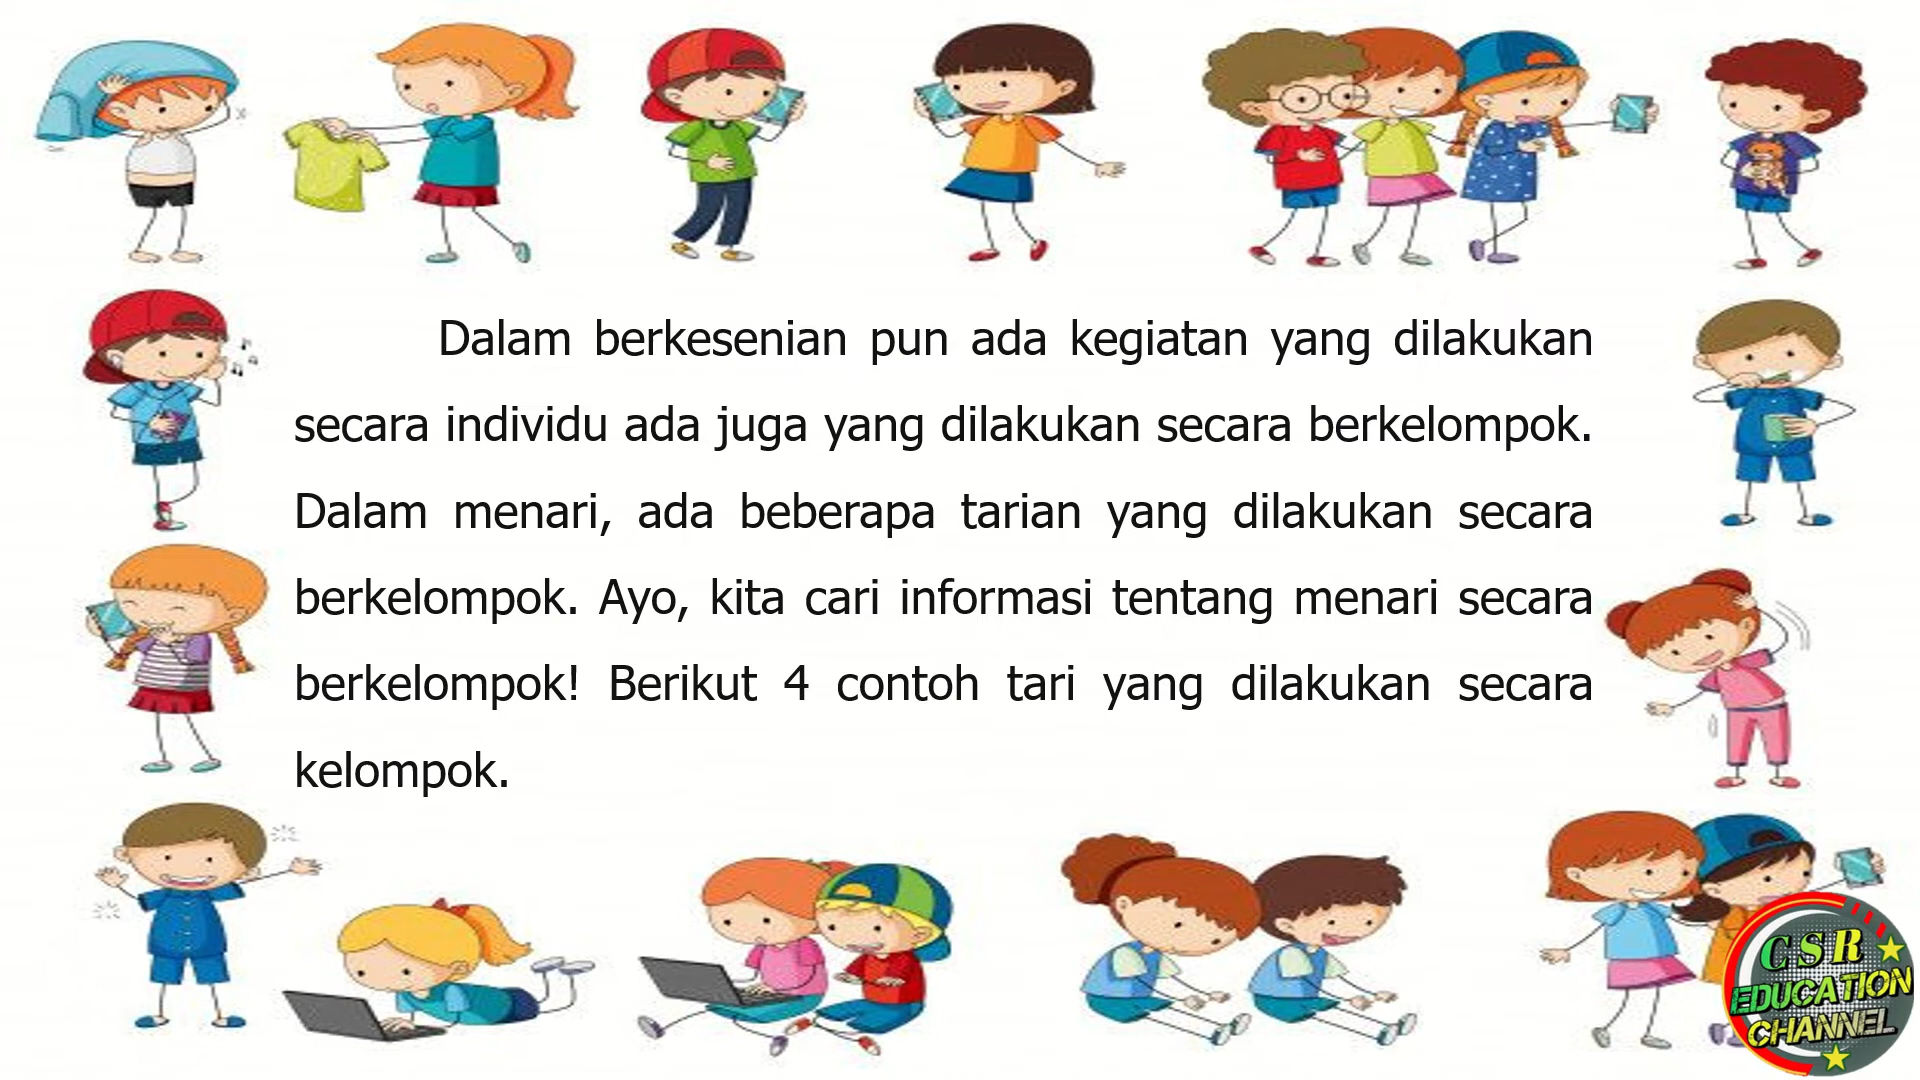 Dalam berkesenian pun ada kegiatan yang dilakukan
secara individu ada juga yang dilakukan secara berkelompok.
Dalam menari, ada beberapa tarian yang dilakukan secara
berkelompok. Ayo, kita cari informasi tentang menari secara
berkelompok! Berikut 4 contoh tari yang dilakukan secara
kelompok.
CSR
EDUCATION
CHANNEL